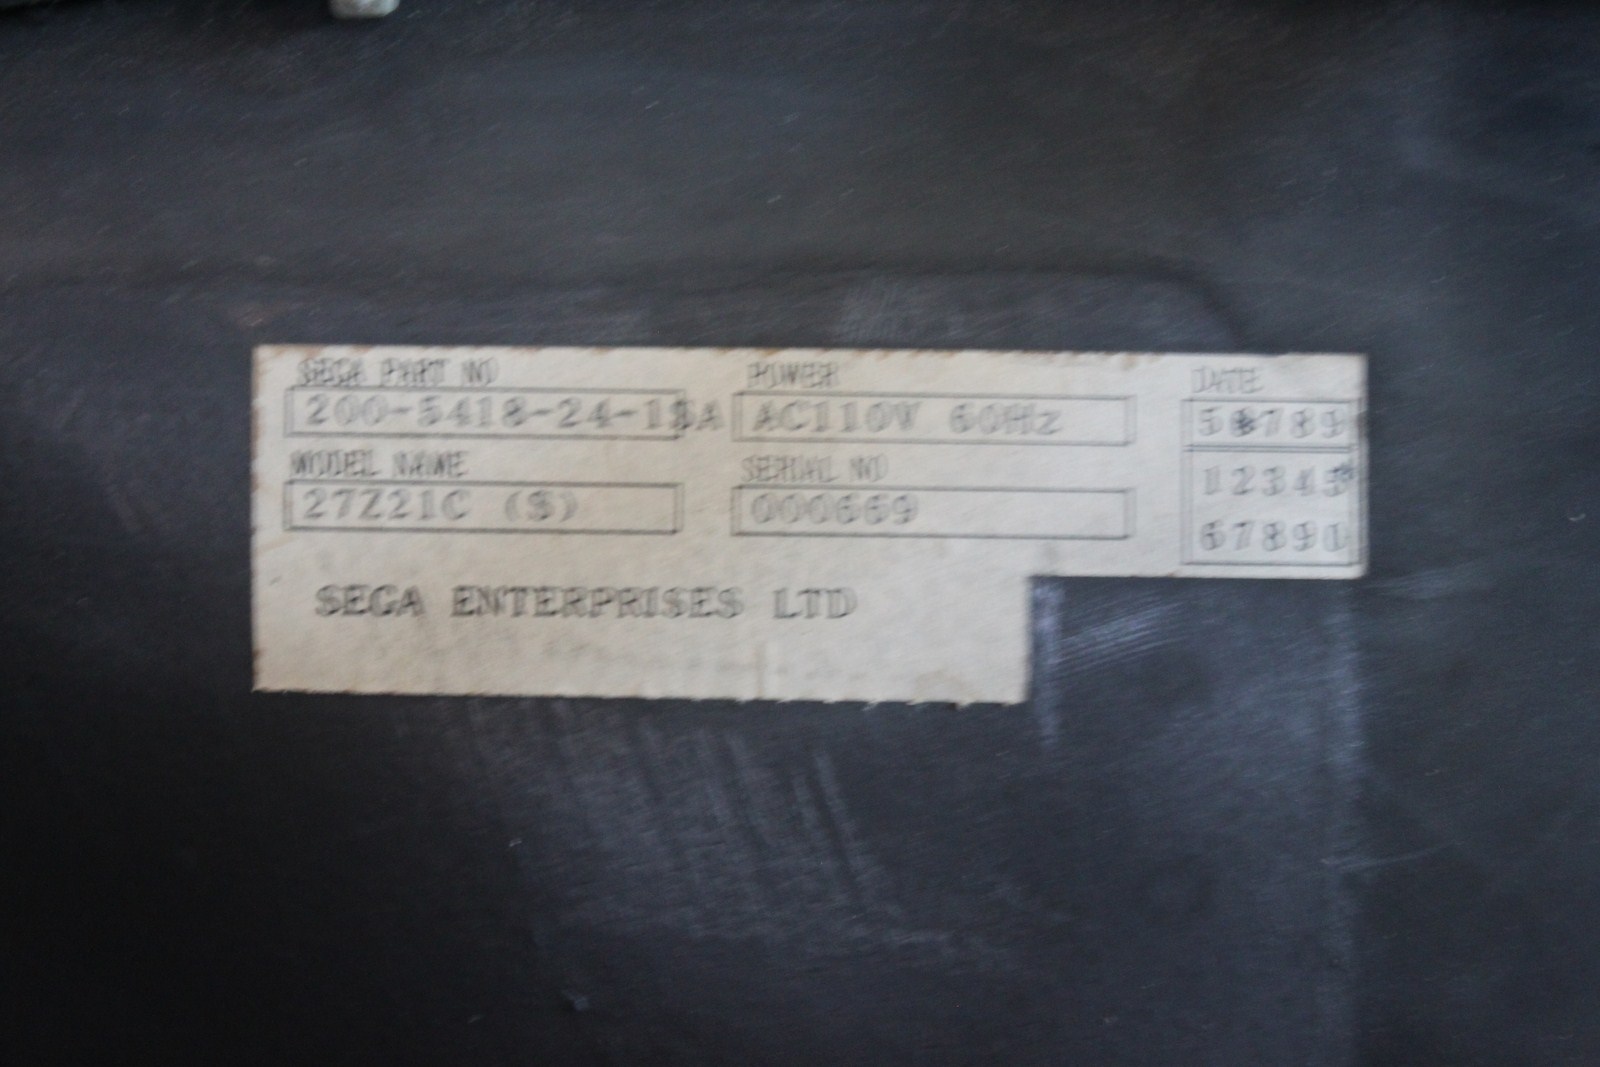 SEGA PART NO POWER DATE
200-5418-24-1SA AC110V 60Hz 56789
MODEL NAME SERIAL NO 12345
27Z21C (S) 000669 67890
SEGA ENTERPRISES LTD